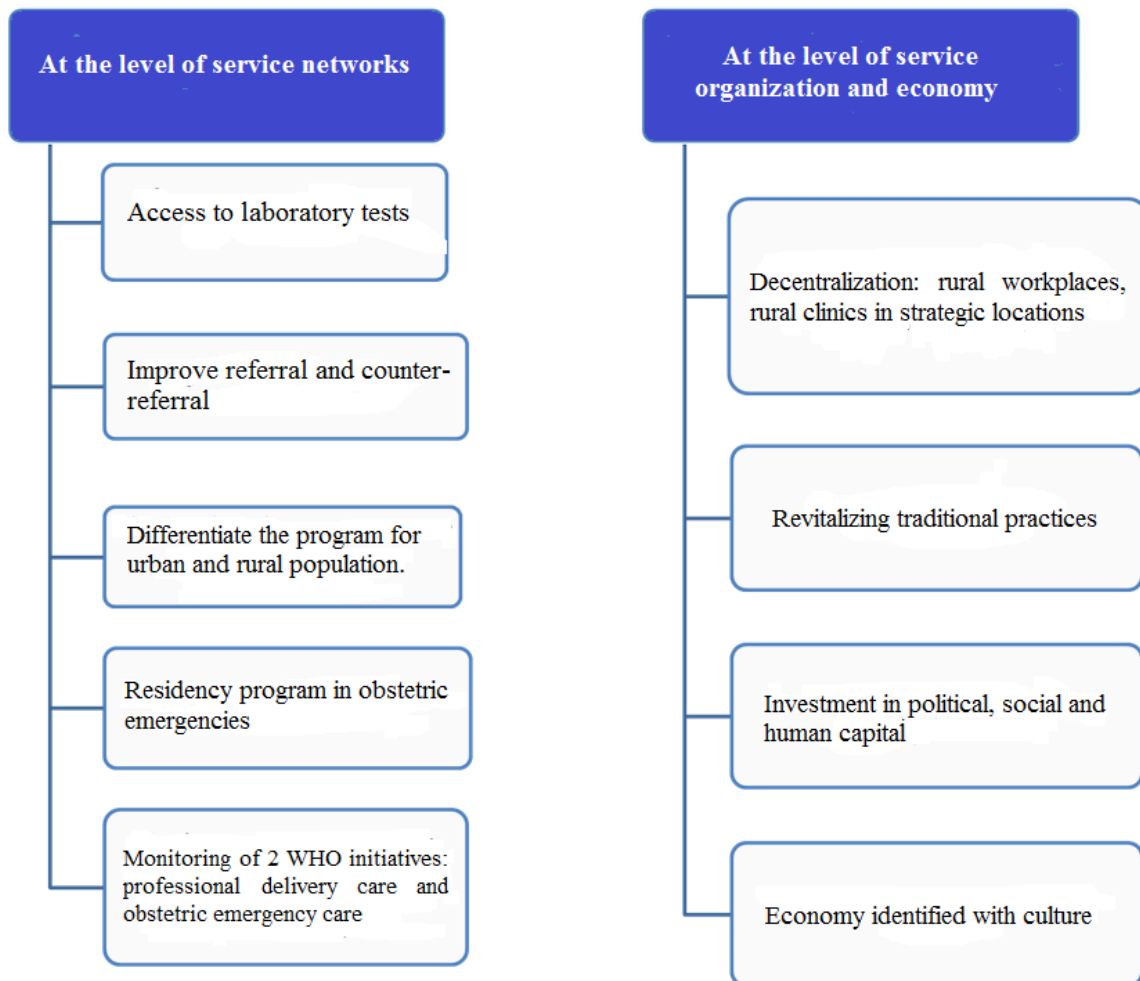 At the level of service networks
Access to laboratory tests
Improve referral and counter-
referral
Differentiate the program for
urban and rural population.
Residency program in obstetric
emergencies
Monitoring of 2 WHO initiatives:
professional delivery care and
obstetric emergency care
At the level of service
organization and economy
Decentralization: rural workplaces,
rural clinics in strategic locations
Revitalizing traditional practices
Investment in political, social and
human capital
Economy identified with culture